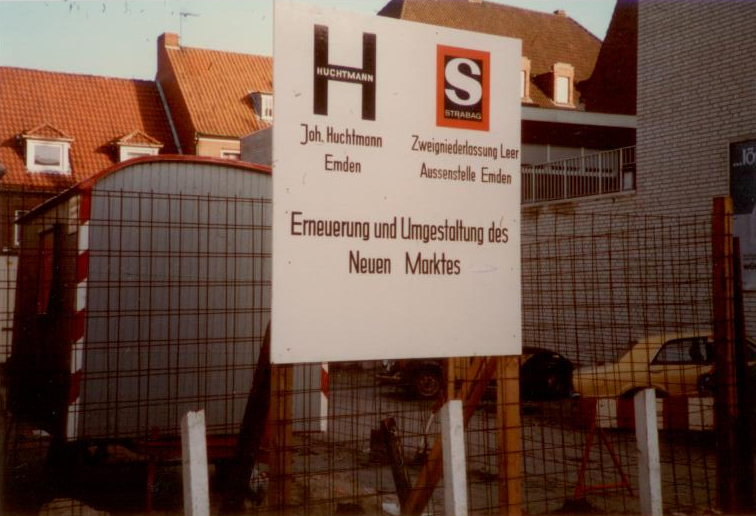 HUCHTMANN
Joh. Huchtmann
Emden
S
STRABAG
Zweigniederlassung Leer
Aussenstelle Emden
Erneuerung und Umgestaltung des
Neuen Marktes